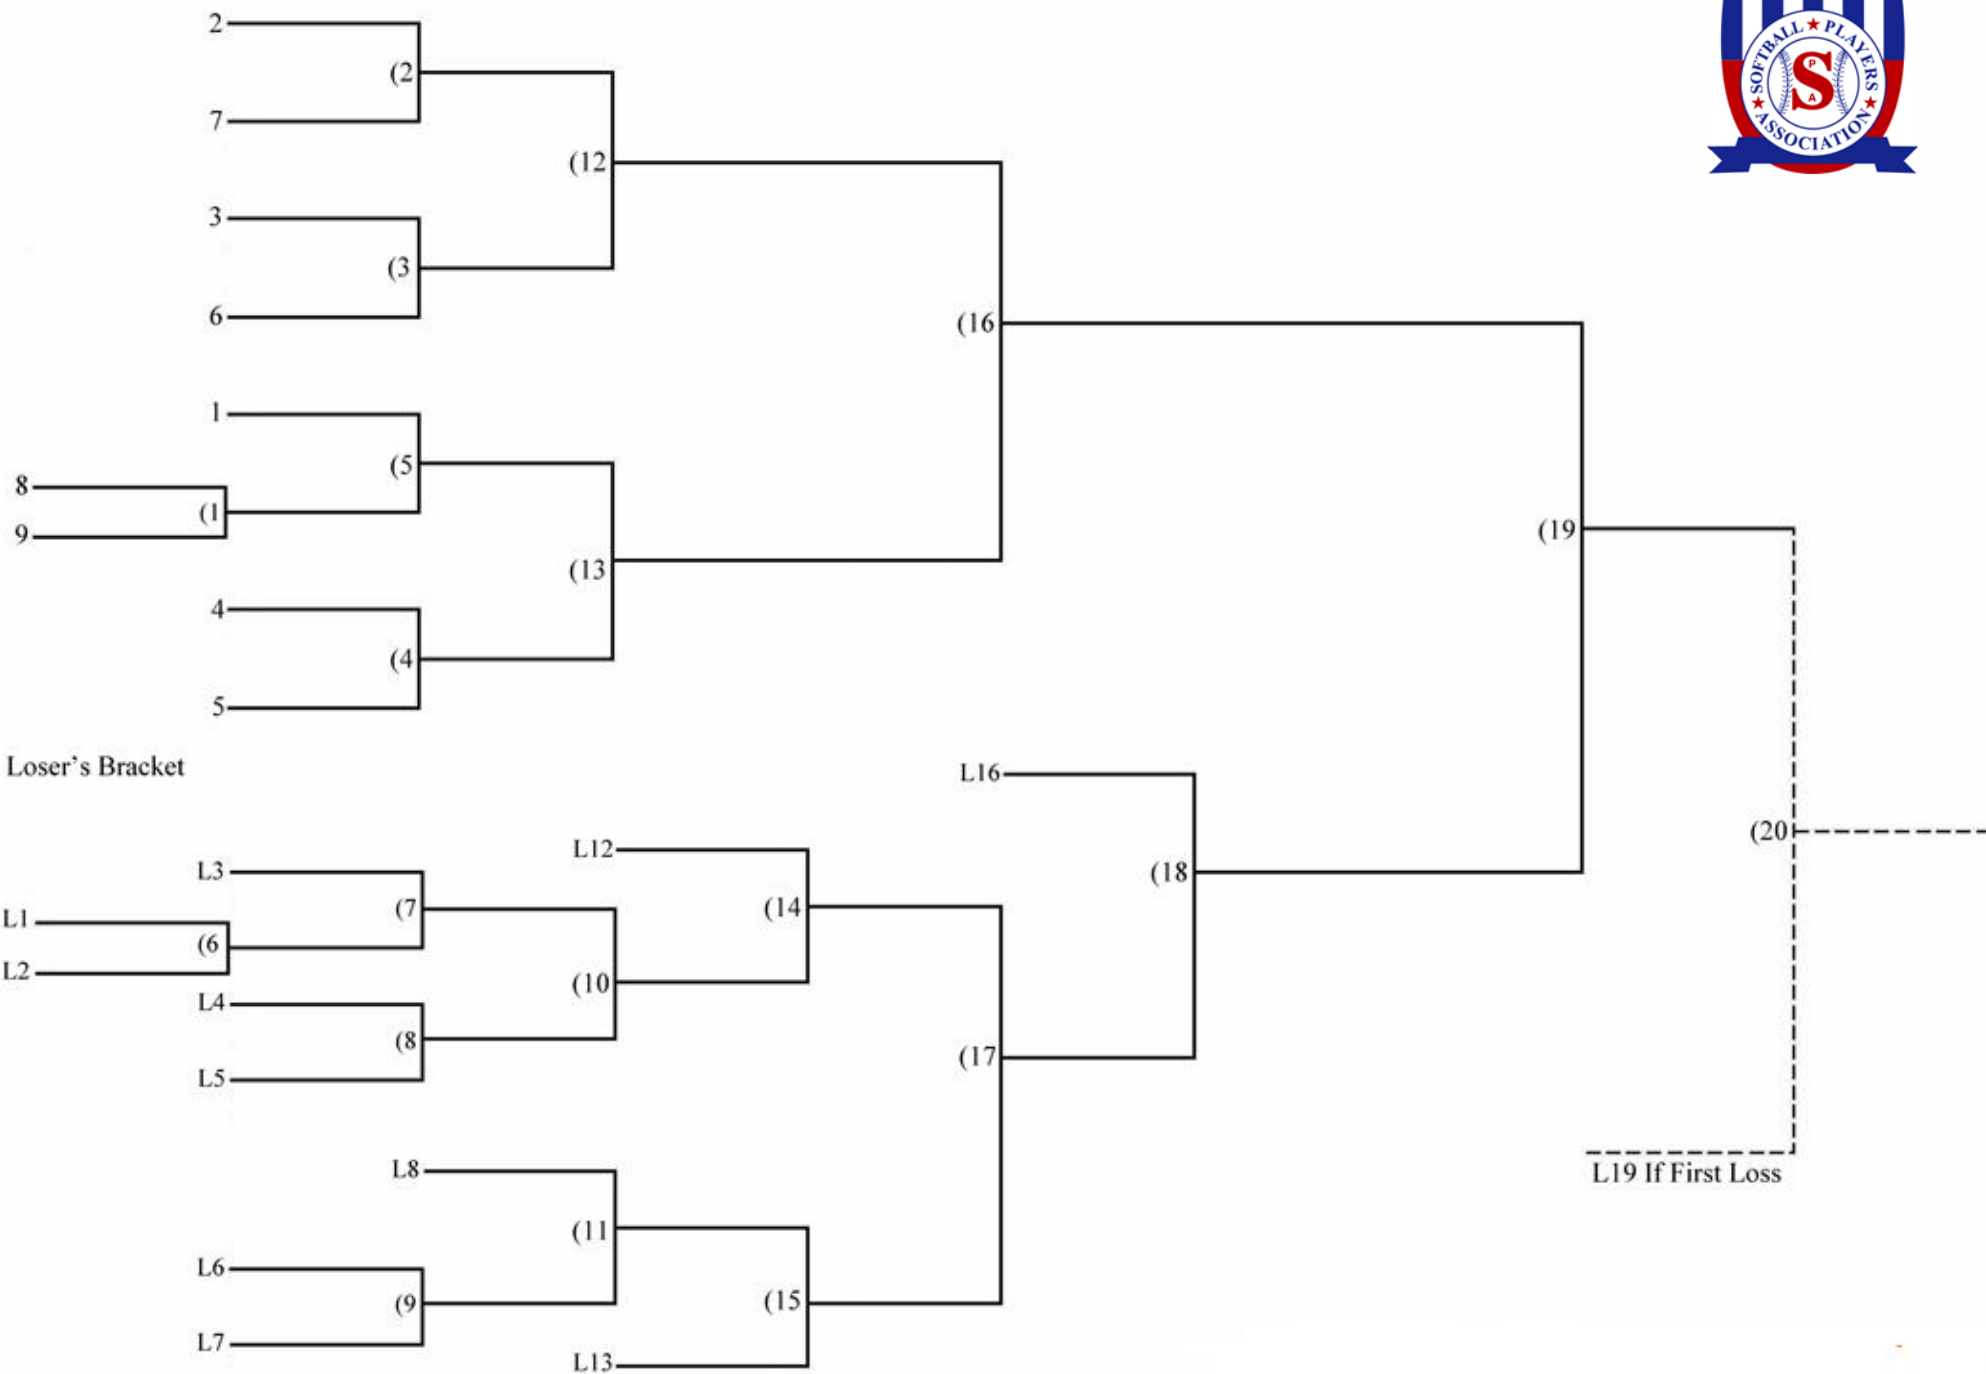 SOFTBALL ★ PLAYERS ★ ASSOCIATION ★
S
P
A
2
(2
7
(12
3
(3
6
(16
1
(5
8
(1
9
(19
(13
4
(4
5
Loser’s Bracket
L16
(20
L12
L3
(18
(7
(14
L1
(6
L2
(10
L4
(8
(17
L5
L8
L19 If First Loss
(11
L6
(9
(15
L7
L13